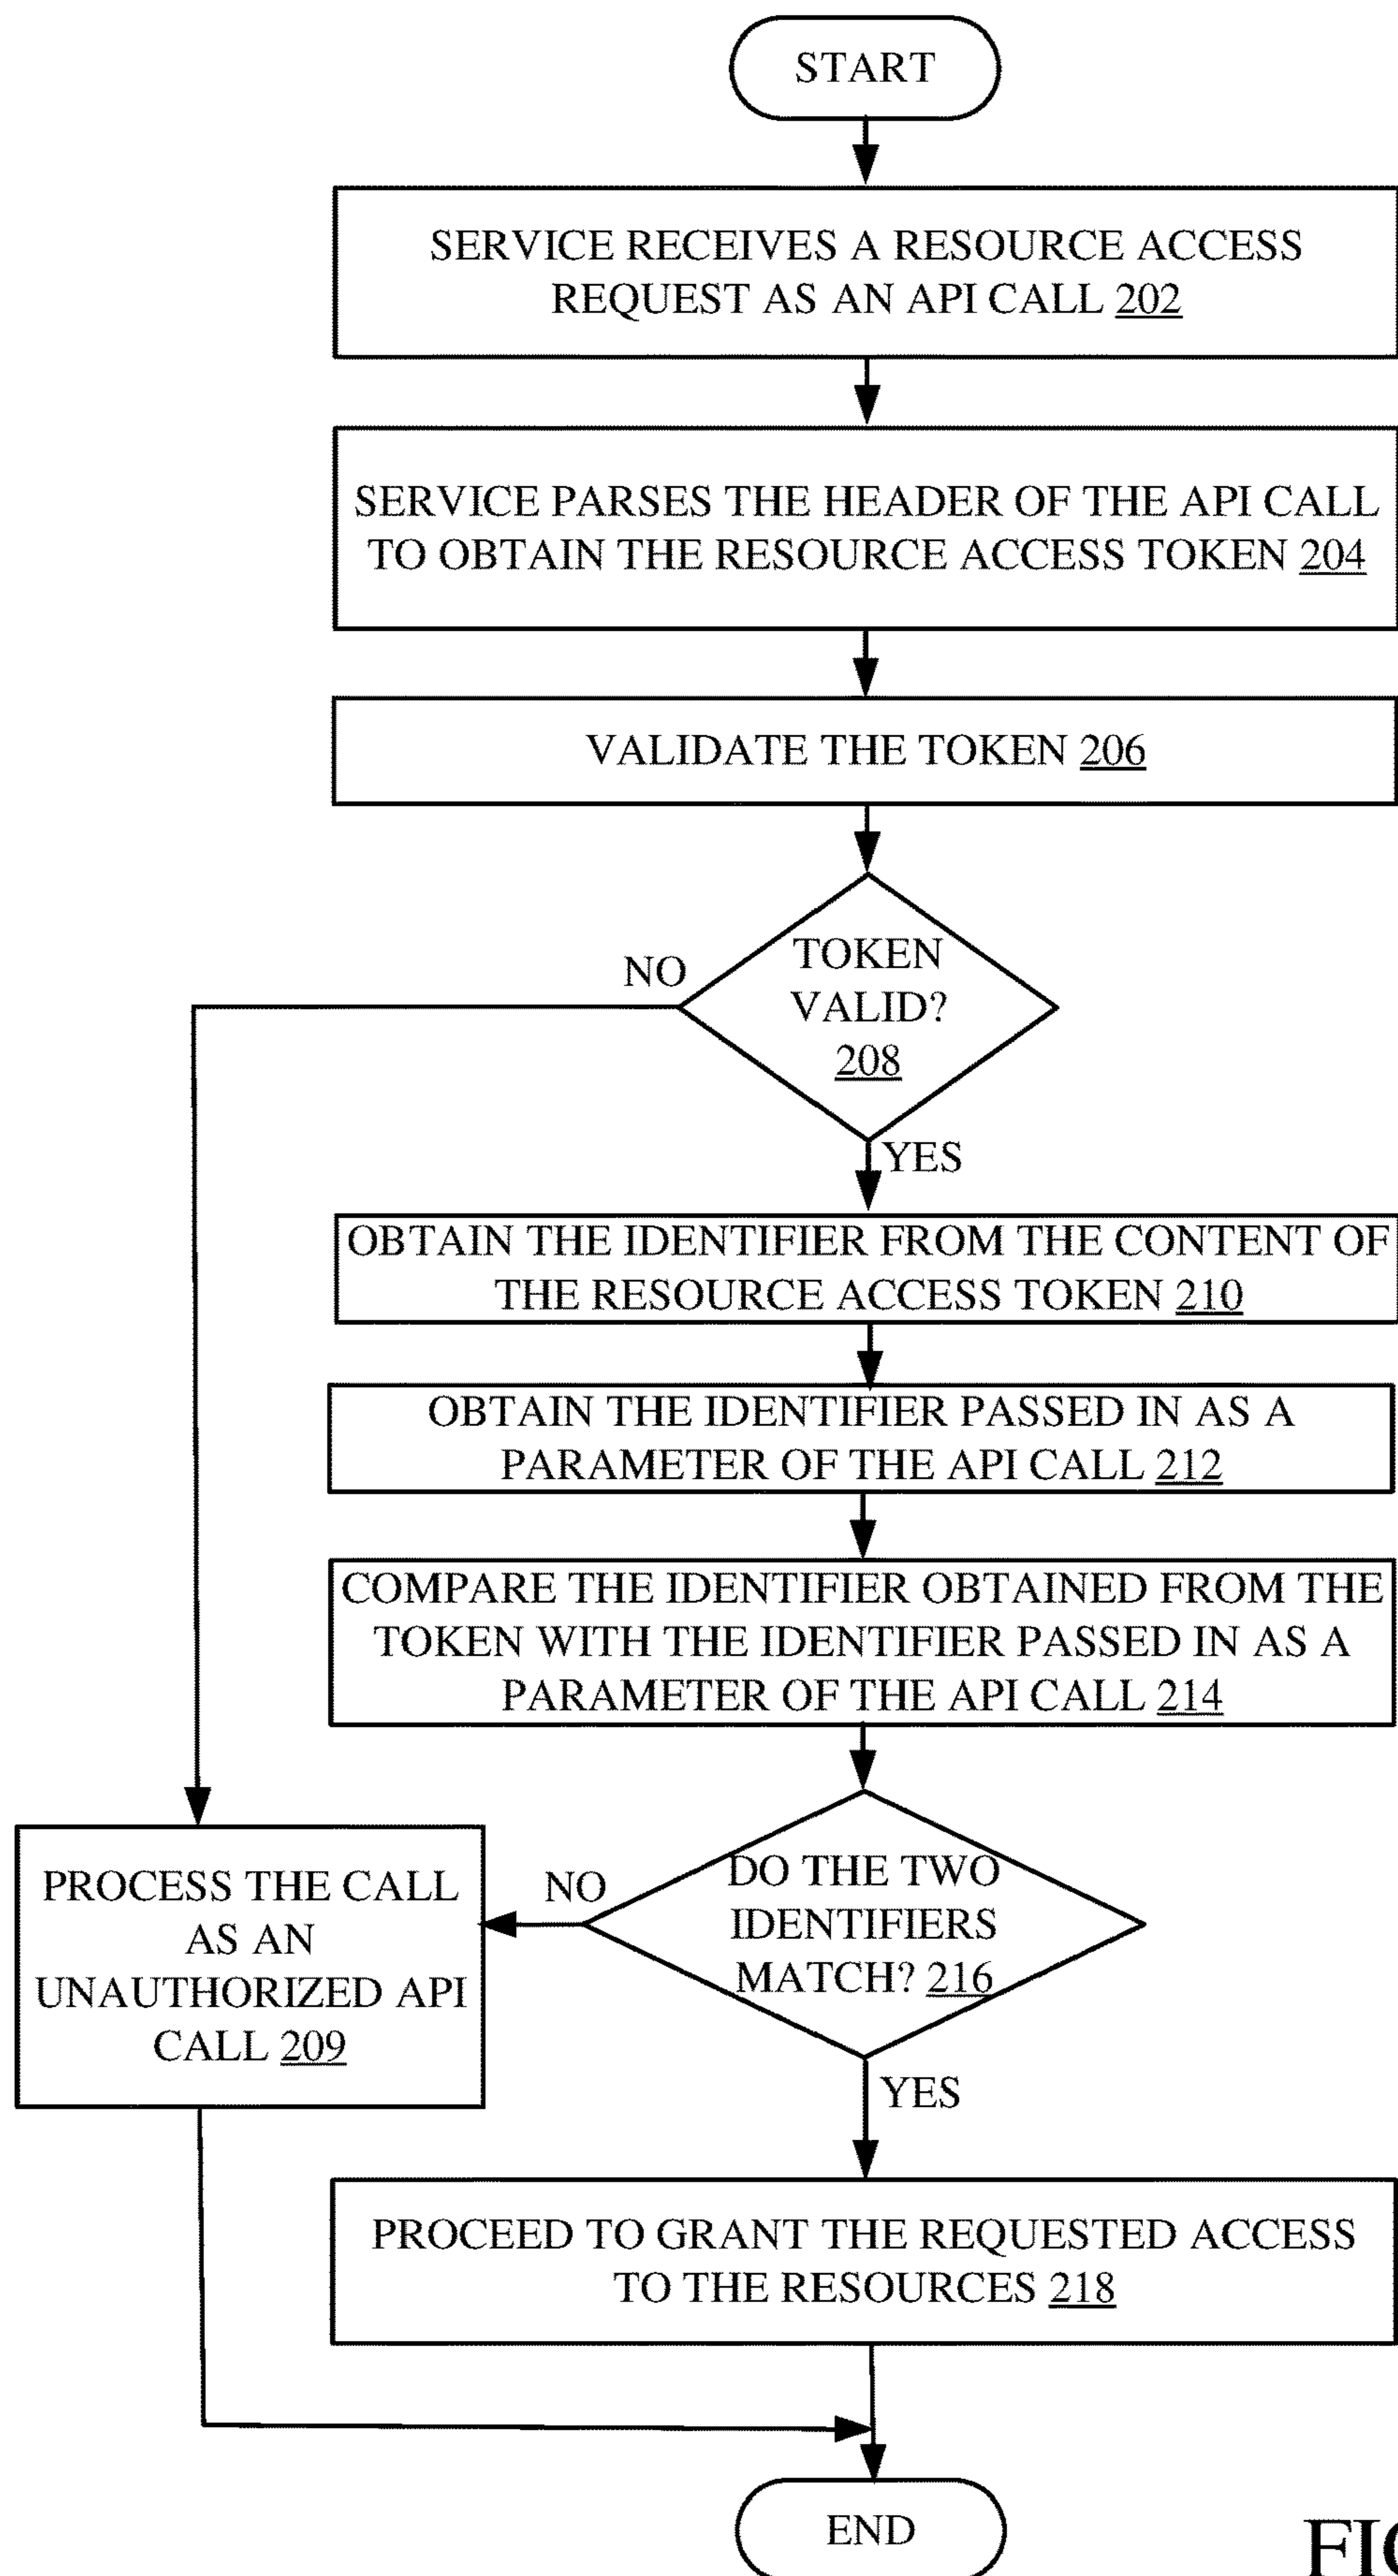 START
SERVICE RECEIVES A RESOURCE ACCESS
REQUEST AS AN API CALL 202
SERVICE PARSES THE HEADER OF THE API CALL
TO OBTAIN THE RESOURCE ACCESS TOKEN 204
VALIDATE THE TOKEN 206
TOKEN
VALID?
208
NO
YES
OBTAIN THE IDENTIFIER FROM THE CONTENT OF
THE RESOURCE ACCESS TOKEN 210
OBTAIN THE IDENTIFIER PASSED IN AS A
PARAMETER OF THE API CALL 212
COMPARE THE IDENTIFIER OBTAINED FROM THE
TOKEN WITH THE IDENTIFIER PASSED IN AS A
PARAMETER OF THE API CALL 214
DO THE TWO
IDENTIFIERS
MATCH? 216
NO
PROCESS THE CALL
AS AN
UNAUTHORIZED API
CALL 209
YES
PROCEED TO GRANT THE REQUESTED ACCESS
TO THE RESOURCES 218
END